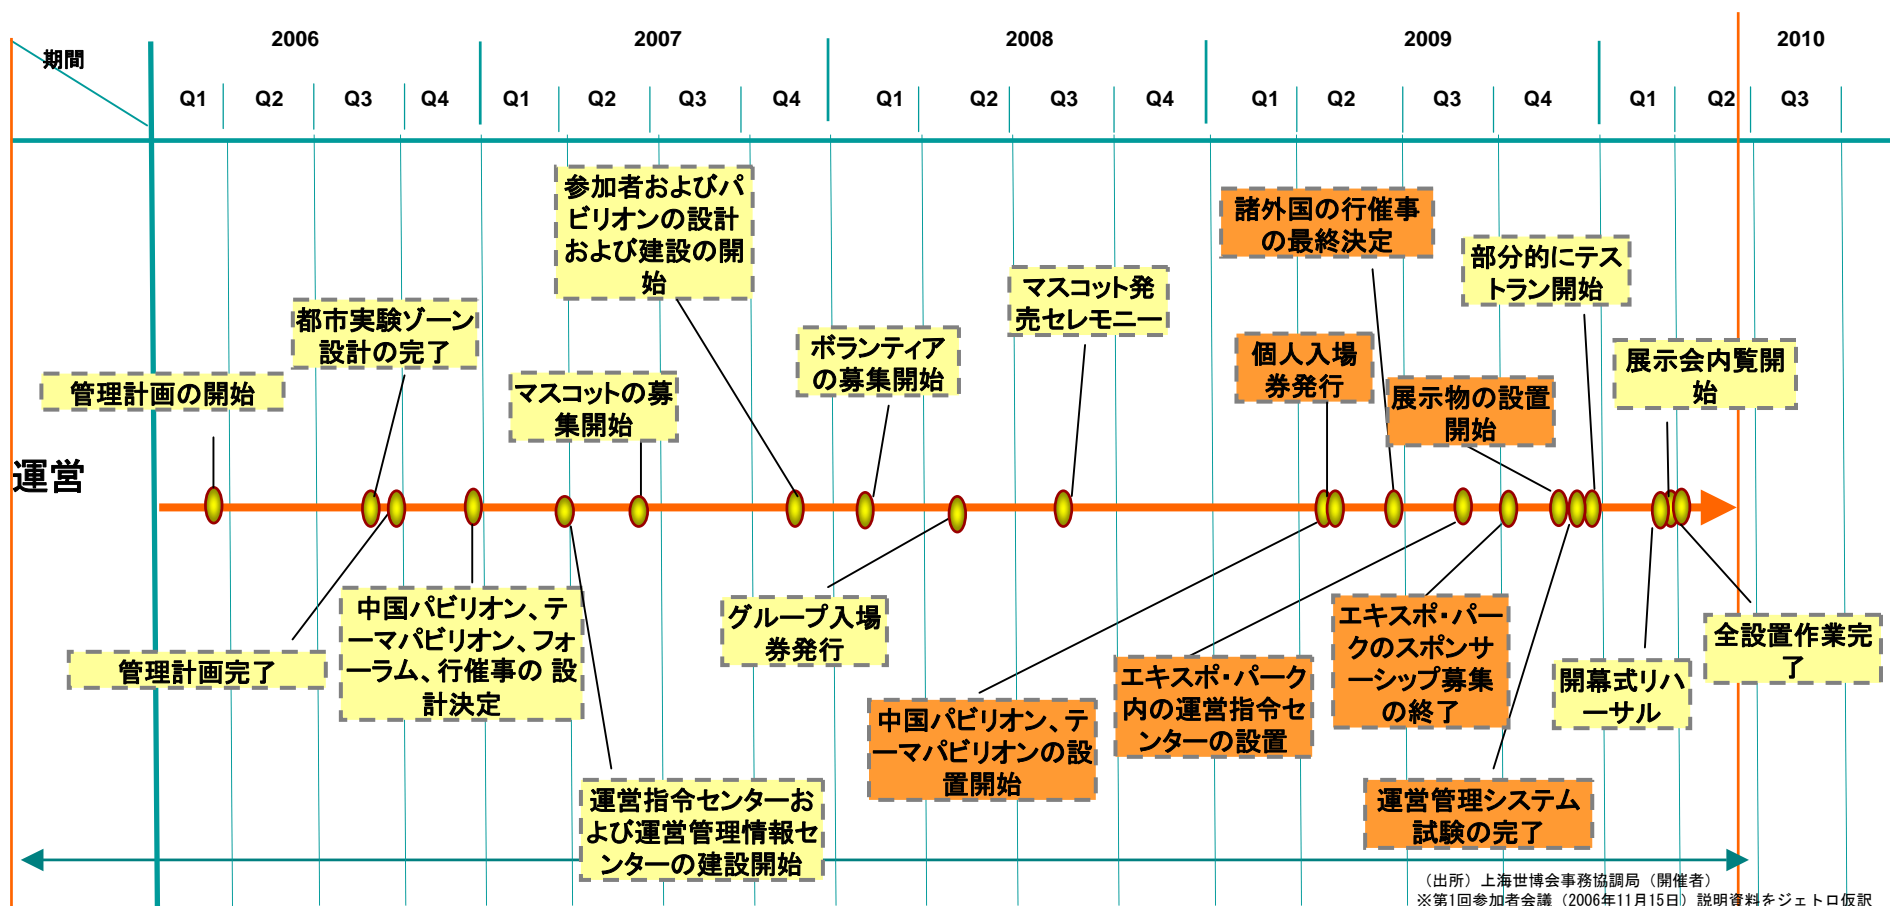 2006
2007
2008
2009
2010
期間
Q1
Q2
Q3
Q4
Q1
Q2
Q3
Q4
Q1
Q2
Q3
Q4
Q1
Q2
Q3
Q4
Q1
Q2
Q3
運営
管理計画の開始
都市実験ゾーン
設計の完了
マスコットの募
集開始
参加者およびパ
ビリオンの設計
および建設の開
始
ボランティア
の募集開始
マスコット発
売セレモニー
諸外国の行催事
の最終決定
個人入場
券発行
展示物の設置
開始
部分的にテス
トラン開始
展示会内覧開
始
管理計画完了
中国パビリオン、テ
ーマパビリオン、フォ
ーラム、行催事の 設
計決定
運営指令センターお
よび運営管理情報セ
ンターの建設開始
グループ入場
券発行
中国パビリオン、テ
ーマパビリオンの設
置開始
エキスポ・パーク
内の運営指令セ
ンターの設置
エキスポ・パー
クのスポンサ
ーシップ募集
の終了
運営管理システム
試験の完了
開幕式リハ
ーサル
全設置作業完
了
（出所）上海世博会事務協調局（開催者）
※第1回参加者会議（2006年11月15日）説明資料をジェトロ仮訳